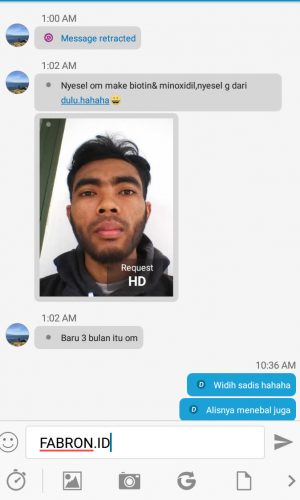 1:00 AM
Message retracted
1:02 AM
Nyesel om make biotin& minoxidil,nyesel g dari
dulu.hahaha😀
Request
HD
1:02 AM
Baru 3 bulan itu om
10:36 AM
D Widih sadis hahaha
D Alisnya menebal juga
FABRON.ID
G